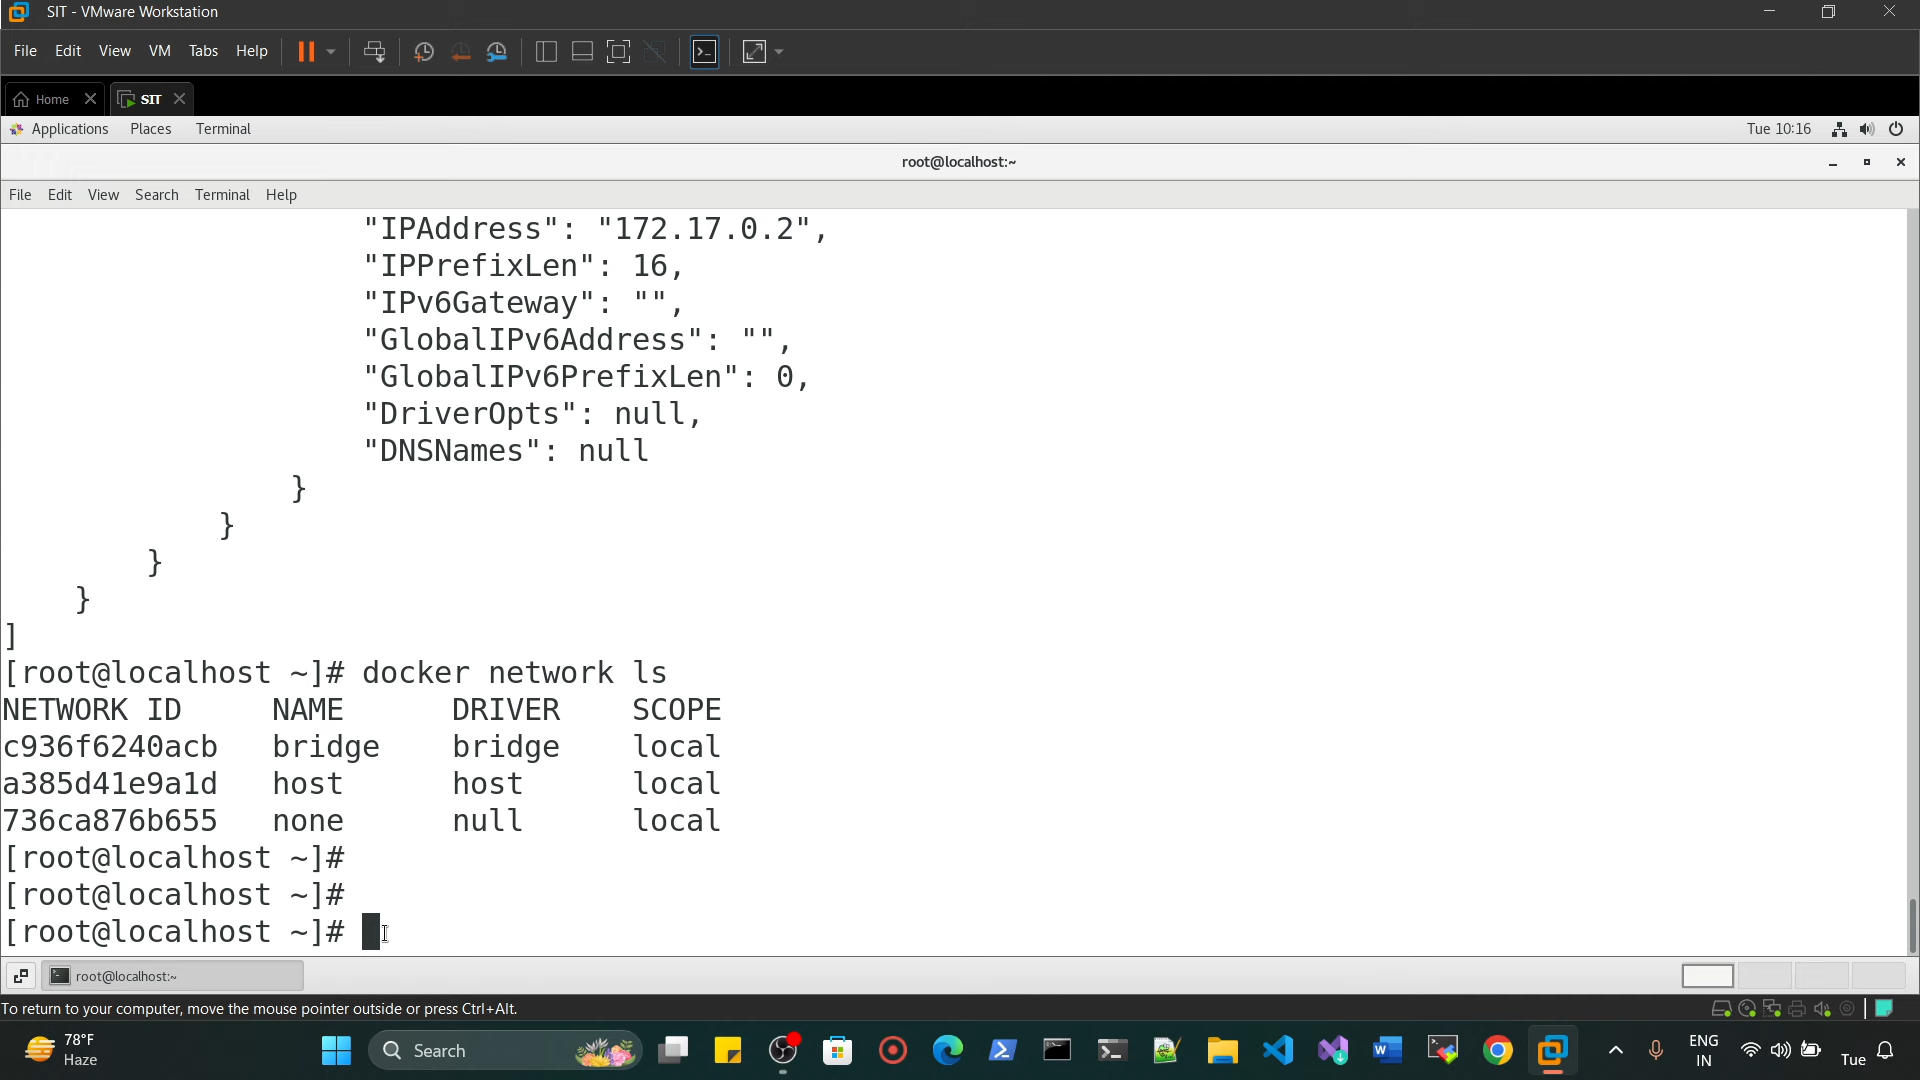 SIT - VMware Workstation
File Edit View VM Tabs Help
Home SIT
Applications Places Terminal Tue 10:16
root@localhost:~
File Edit View Search Terminal Help
"IPAddress": "172.17.0.2",
"IPPrefixLen": 16,
"IPv6Gateway": "",
"GlobalIPv6Address": "",
"GlobalIPv6PrefixLen": 0,
"DriverOpts": null,
"DNSNames": null
}
}
}
}
]
[root@localhost ~]# docker network ls
NETWORK ID NAME DRIVER SCOPE
c936f6240acb bridge bridge local
a385d41e9a1d host host local
736ca876b655 none null local
[root@localhost ~]#
[root@localhost ~]#
[root@localhost ~]#
root@localhost:~
To return to your computer, move the mouse pointer outside or press Ctrl+Alt.
78°F
Haze
Search
ENG
IN
Tue